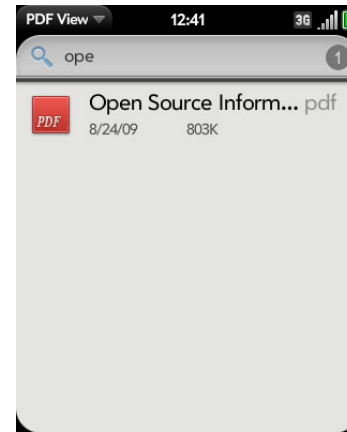 PDF View 12:41 3G
ope 1
PDF Open Source Inform... pdf
8/24/09 803K